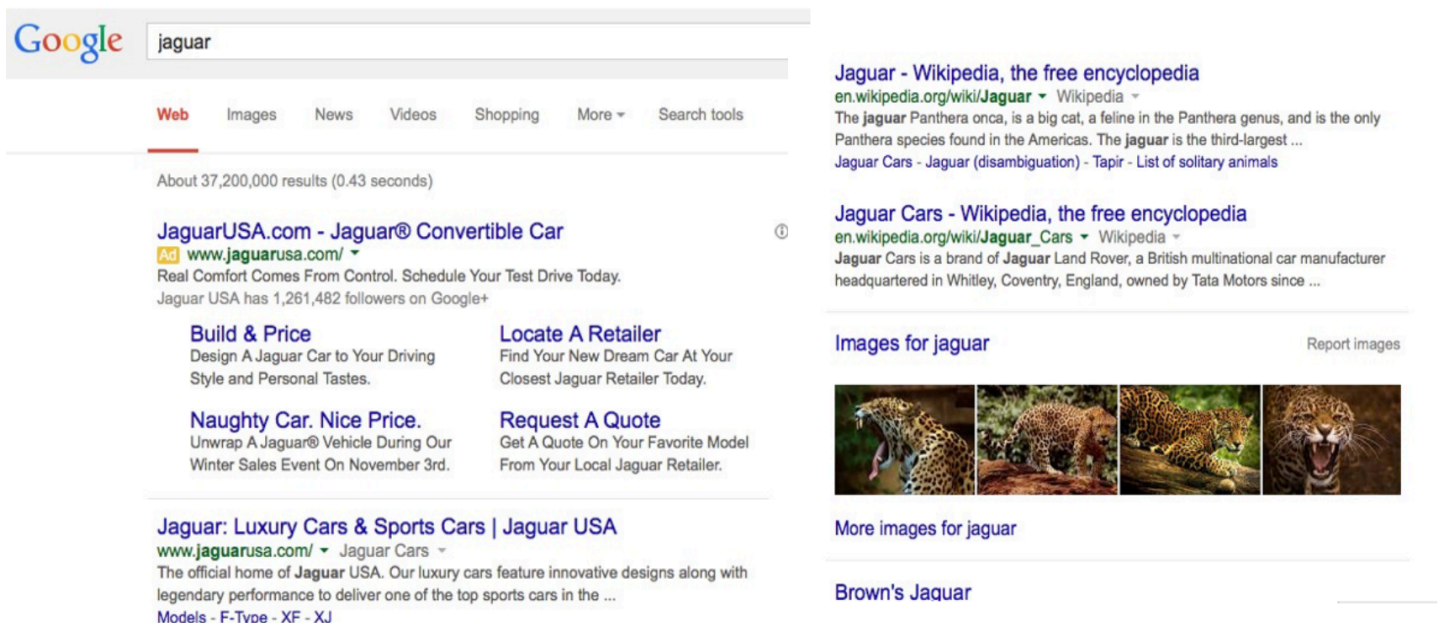 Google
jaguar
Web Images News Videos Shopping More Search tools
About 37,200,000 results (0.43 seconds)
JaguarUSA.com - Jaguar® Convertible Car
Ad www.jaguarusa.com/
Real Comfort Comes From Control. Schedule Your Test Drive Today.
Jaguar USA has 1,261,482 followers on Google+
Build & Price
Design A Jaguar Car to Your Driving
Style and Personal Tastes.
Locate A Retailer
Find Your New Dream Car At Your
Closest Jaguar Retailer Today.
Naughty Car. Nice Price.
Unwrap A Jaguar® Vehicle During Our
Winter Sales Event On November 3rd.
Request A Quote
Get A Quote On Your Favorite Model
From Your Local Jaguar Retailer.
Jaguar: Luxury Cars & Sports Cars | Jaguar USA
www.jaguarusa.com/ Jaguar Cars
The official home of Jaguar USA. Our luxury cars feature innovative designs along with
legendary performance to deliver one of the top sports cars in the ...
Models - F-Type - XF - XJ
Jaguar - Wikipedia, the free encyclopedia
en.wikipedia.org/wiki/Jaguar Wikipedia
The jaguar Panthera onca, is a big cat, a feline in the Panthera genus, and is the only
Panthera species found in the Americas. The jaguar is the third-largest ...
Jaguar Cars - Jaguar (disambiguation) - Tapir - List of solitary animals
Jaguar Cars - Wikipedia, the free encyclopedia
en.wikipedia.org/wiki/Jaguar_Cars Wikipedia
Jaguar Cars is a brand of Jaguar Land Rover, a British multinational car manufacturer
headquartered in Whitley, Coventry, England, owned by Tata Motors since ...
Images for jaguar Report images
More images for jaguar
Brown's Jaguar